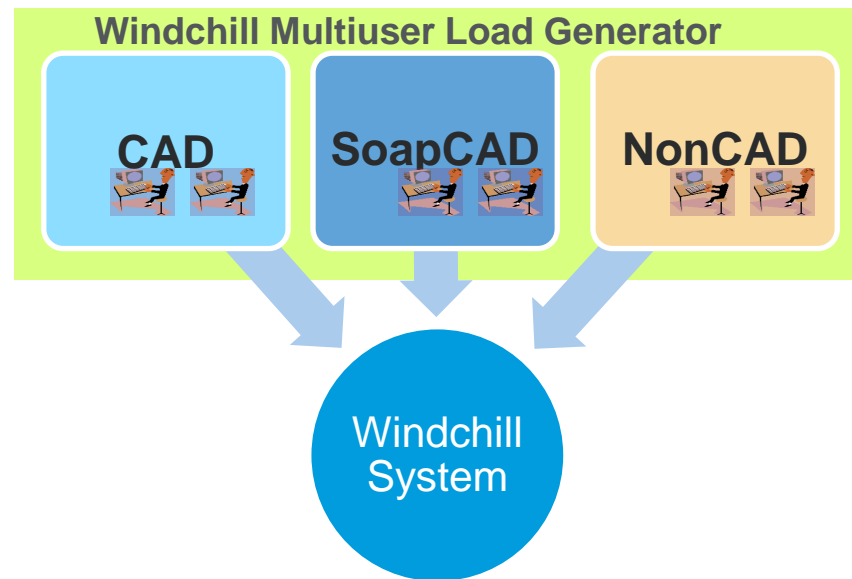 Windchill Multiuser Load Generator
CAD
SoapCAD
NonCAD
Windchill
System